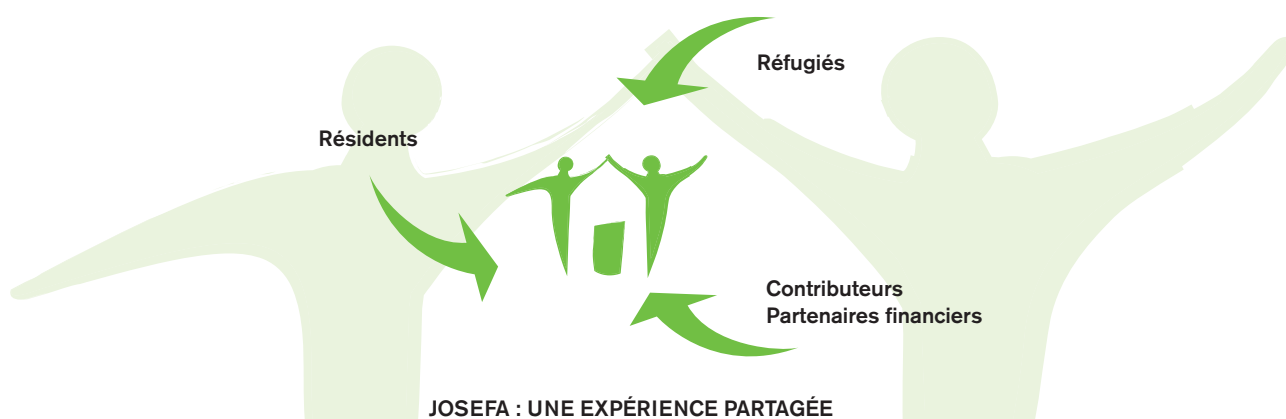 Réfugiés
Résidents
Contributeurs
Partenaires financiers
JOSEFA : UNE EXPÉRIENCE PARTAGÉE